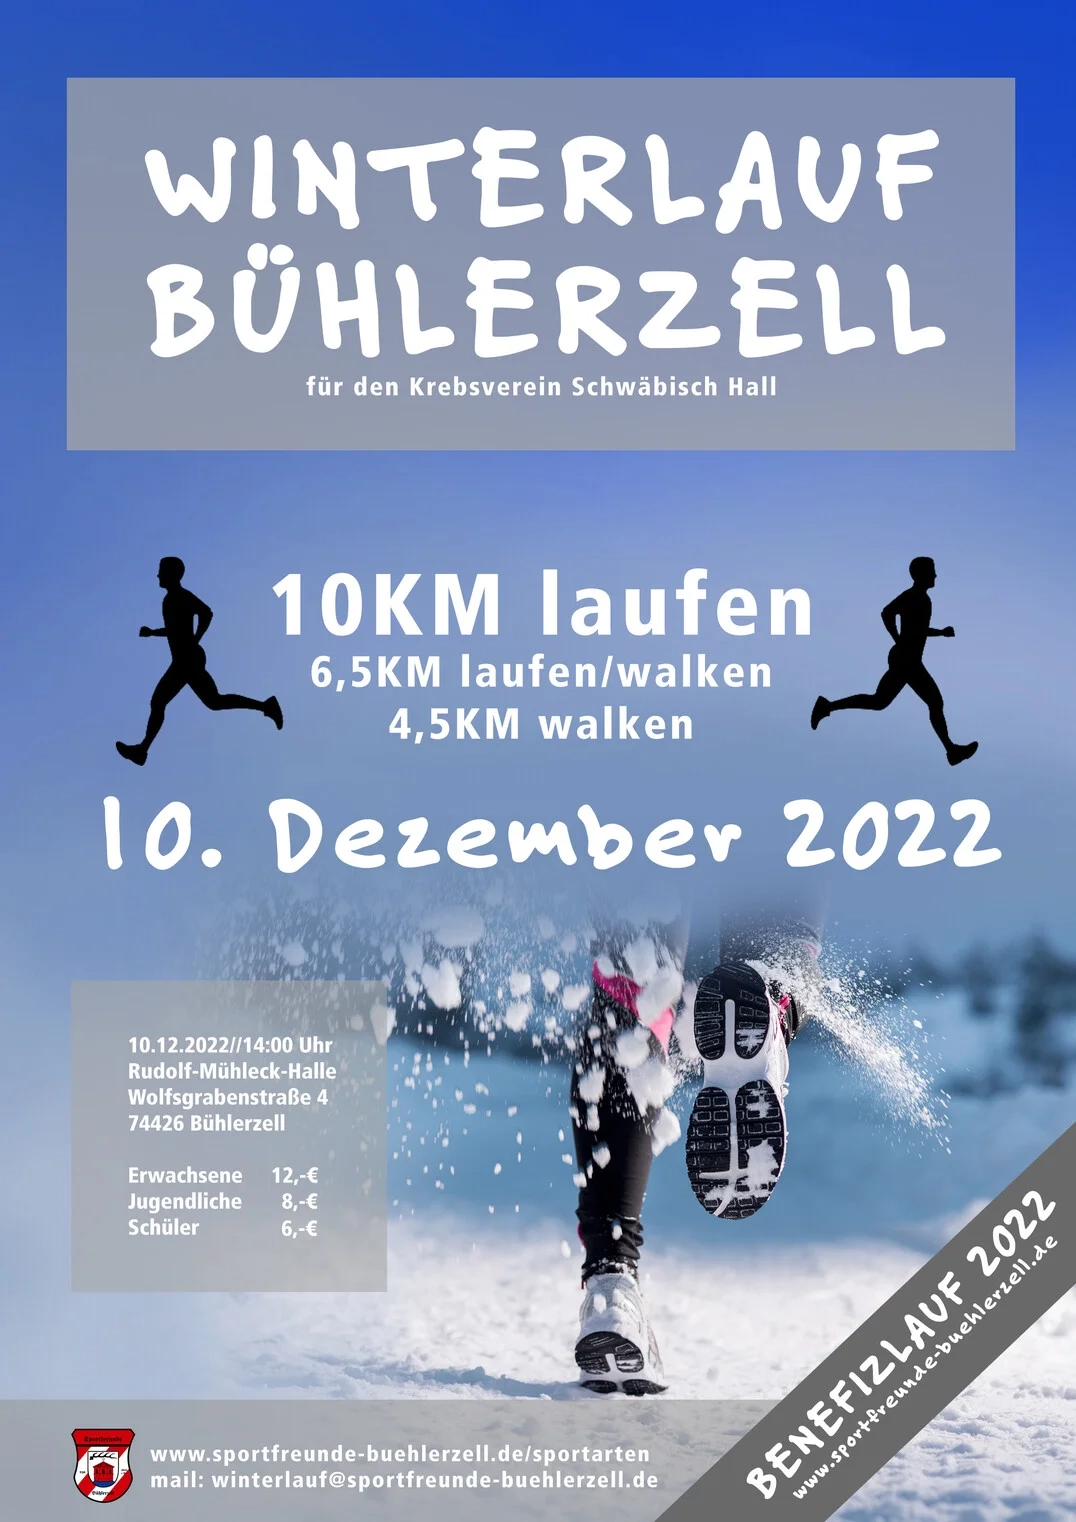 WINTERLAUF
BÜHLERZELL
für den Krebsverein Schwäbisch Hall
10KM laufen
6,5KM laufen/walken
4,5KM walken
10. Dezember 2022
10.12.2022//14:00 Uhr
Rudolf-Mühleck-Halle
Wolfsgrabenstraße 4
74426 Bühlerzell
Erwachsene 12,-€
Jugendliche 8,-€
Schüler 6,-€
BENEFIZLAUF 2022
www.sportfreunde-buehlerzell.de
Sportfreunde
Bühlerzell
www.sportfreunde-buehlerzell.de/sportarten
mail: winterlauf@sportfreunde-buehlerzell.de